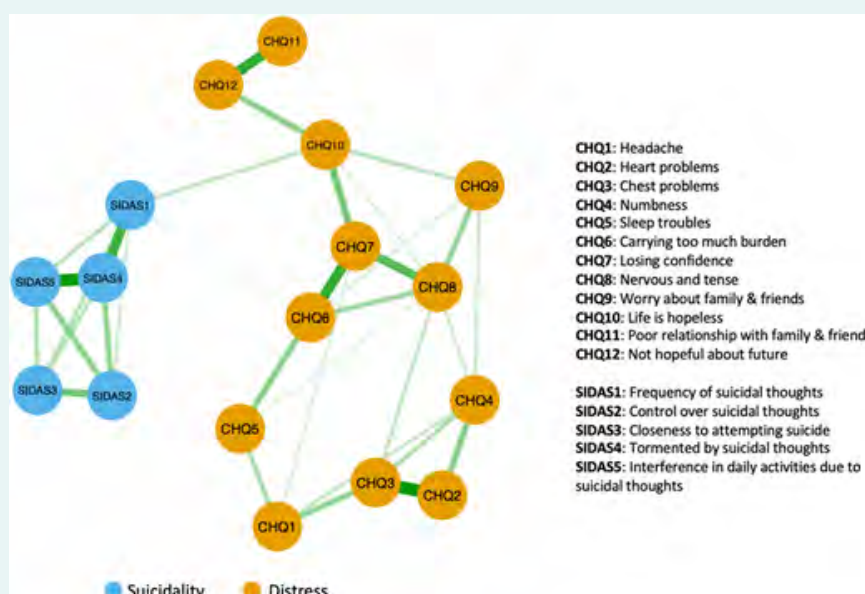 CHQ11
CHQ12
CHQ10
CHQ9
SIDAS1
CHQ7
SIDAS5
SIDAS4
CHQ8
CHQ6
SIDAS3
SIDAS2
CHQ4
CHQ5
CHQ3
CHQ2
CHQ1
CHQ1: Headache
CHQ2: Heart problems
CHQ3: Chest problems
CHQ4: Numbness
CHQ5: Sleep troubles
CHQ6: Carrying too much burden
CHQ7: Losing confidence
CHQ8: Nervous and tense
CHQ9: Worry about family & friends
CHQ10: Life is hopeless
CHQ11: Poor relationship with family & friend
CHQ12: Not hopeful about future
SIDAS1: Frequency of suicidal thoughts
SIDAS2: Control over suicidal thoughts
SIDAS3: Closeness to attempting suicide
SIDAS4: Tormented by suicidal thoughts
SIDAS5: Interference in daily activities due to
suicidal thoughts
Suicidality Distress